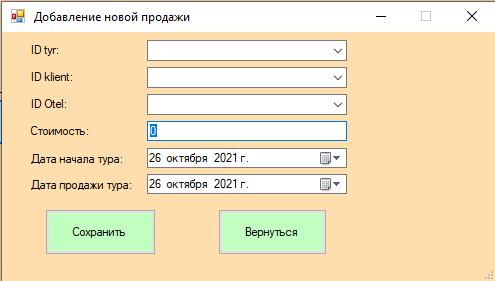 Добавление новой продажи
ID tyr:
ID klient:
ID Otel:
Стоимость: 0
Дата начала тура: 26 октября 2021 г.
Дата продажи тура: 26 октября 2021 г.
Сохранить Вернуться